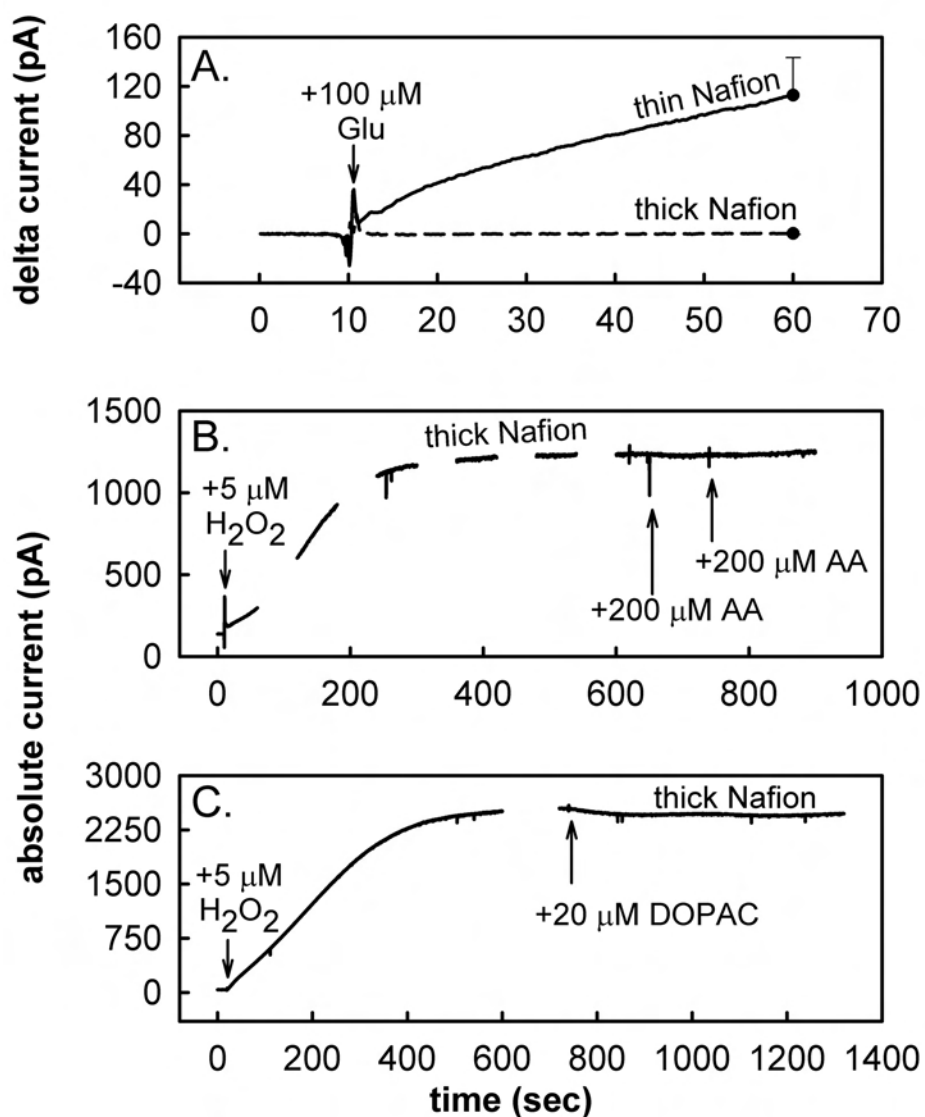 delta current (pA)
160
120
80
40
0
-40
A.
+100 μM
Glu
thin Nafion
thick Nafion
0 10 20 30 40 50 60 70
absolute current (pA)
1500
1000
500
0
B.
thick Nafion
+5 μM
H2O2
+200 μM AA
+200 μM AA
0 200 400 600 800 1000
3000
2250
1500
750
0
C.
thick Nafion
+5 μM
H2O2
+20 μM DOPAC
0 200 400 600 800 1000 1200 1400
time (sec)